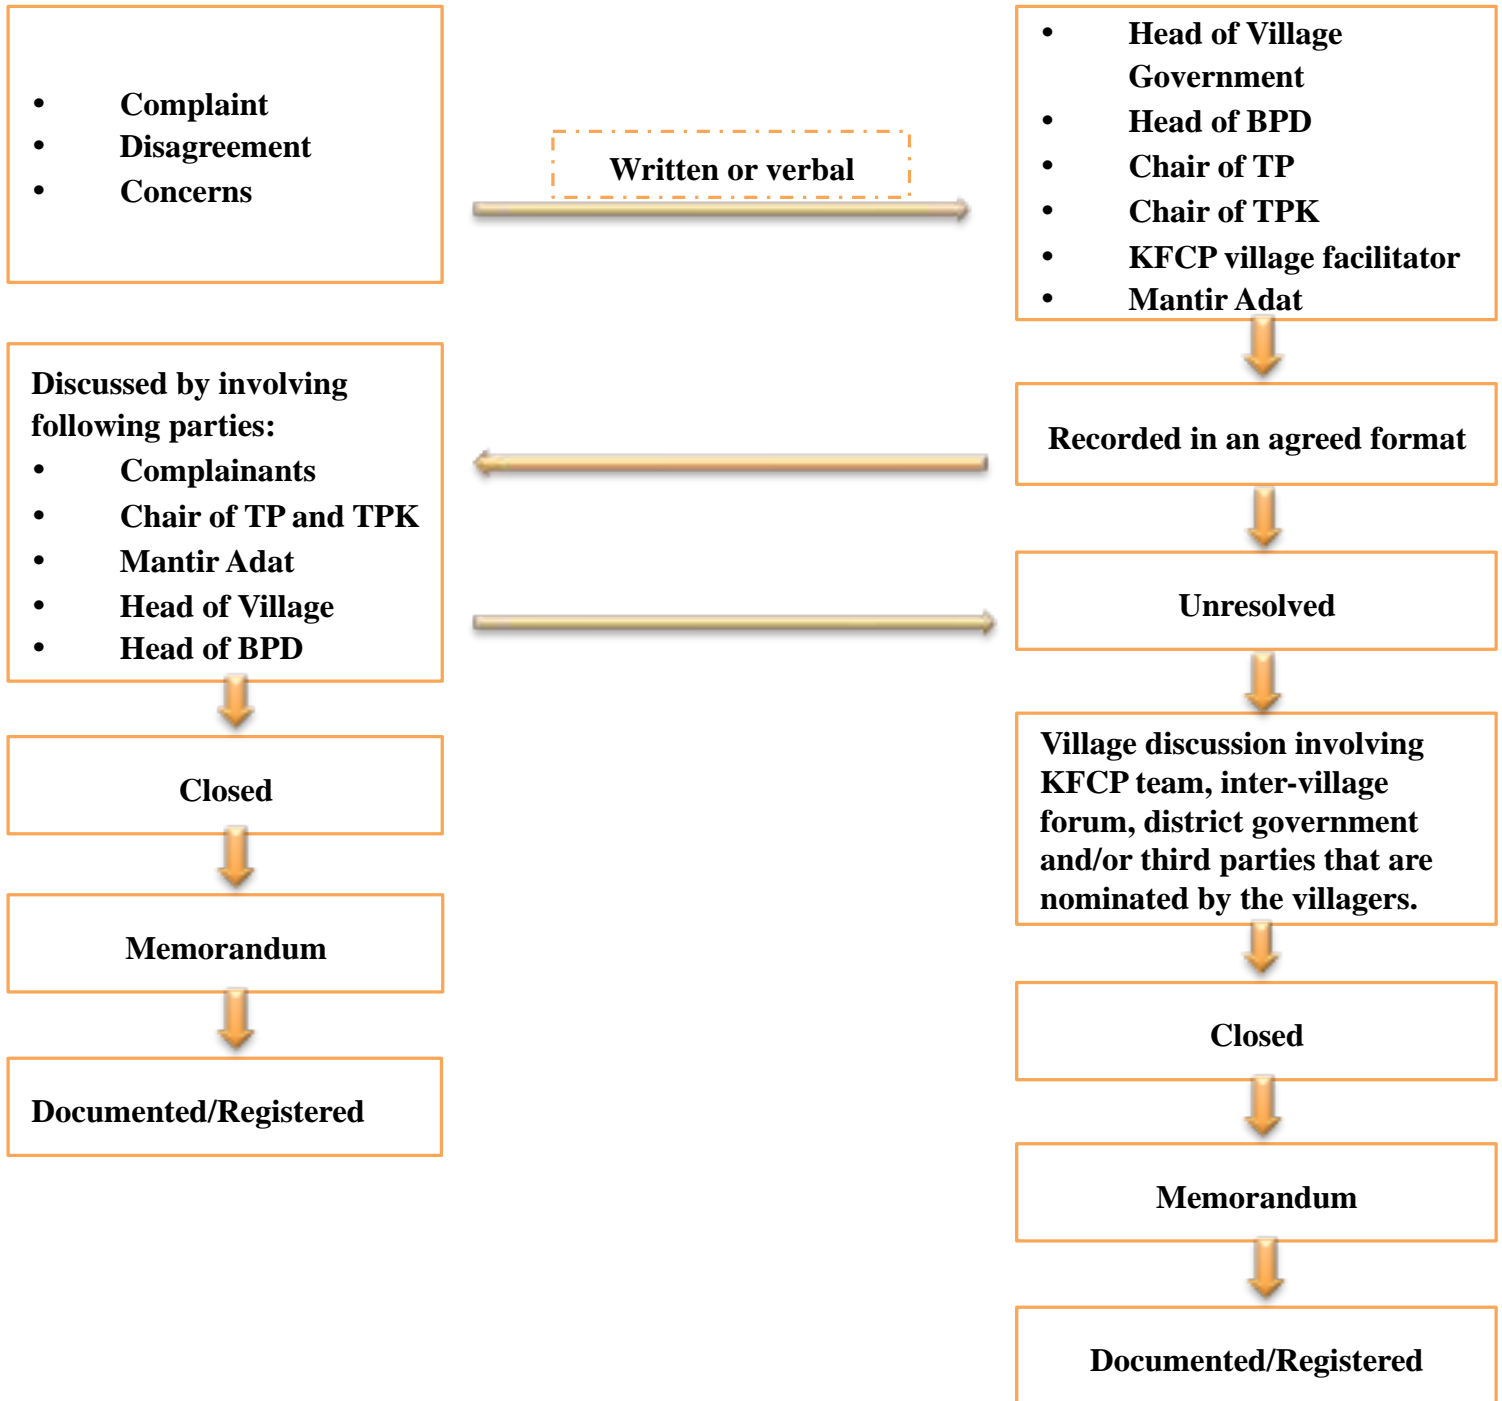 • Complaint
• Disagreement
• Concerns
Written or verbal
• Head of Village
Government
• Head of BPD
• Chair of TP
• Chair of TPK
• KFCP village facilitator
• Mantir Adat
Discussed by involving
following parties:
• Complainants
• Chair of TP and TPK
• Mantir Adat
• Head of Village
• Head of BPD
Recorded in an agreed format
Unresolved
Closed
Memorandum
Documented/Registered
Village discussion involving
KFCP team, inter-village
forum, district government
and/or third parties that are
nominated by the villagers.
Closed
Memorandum
Documented/Registered